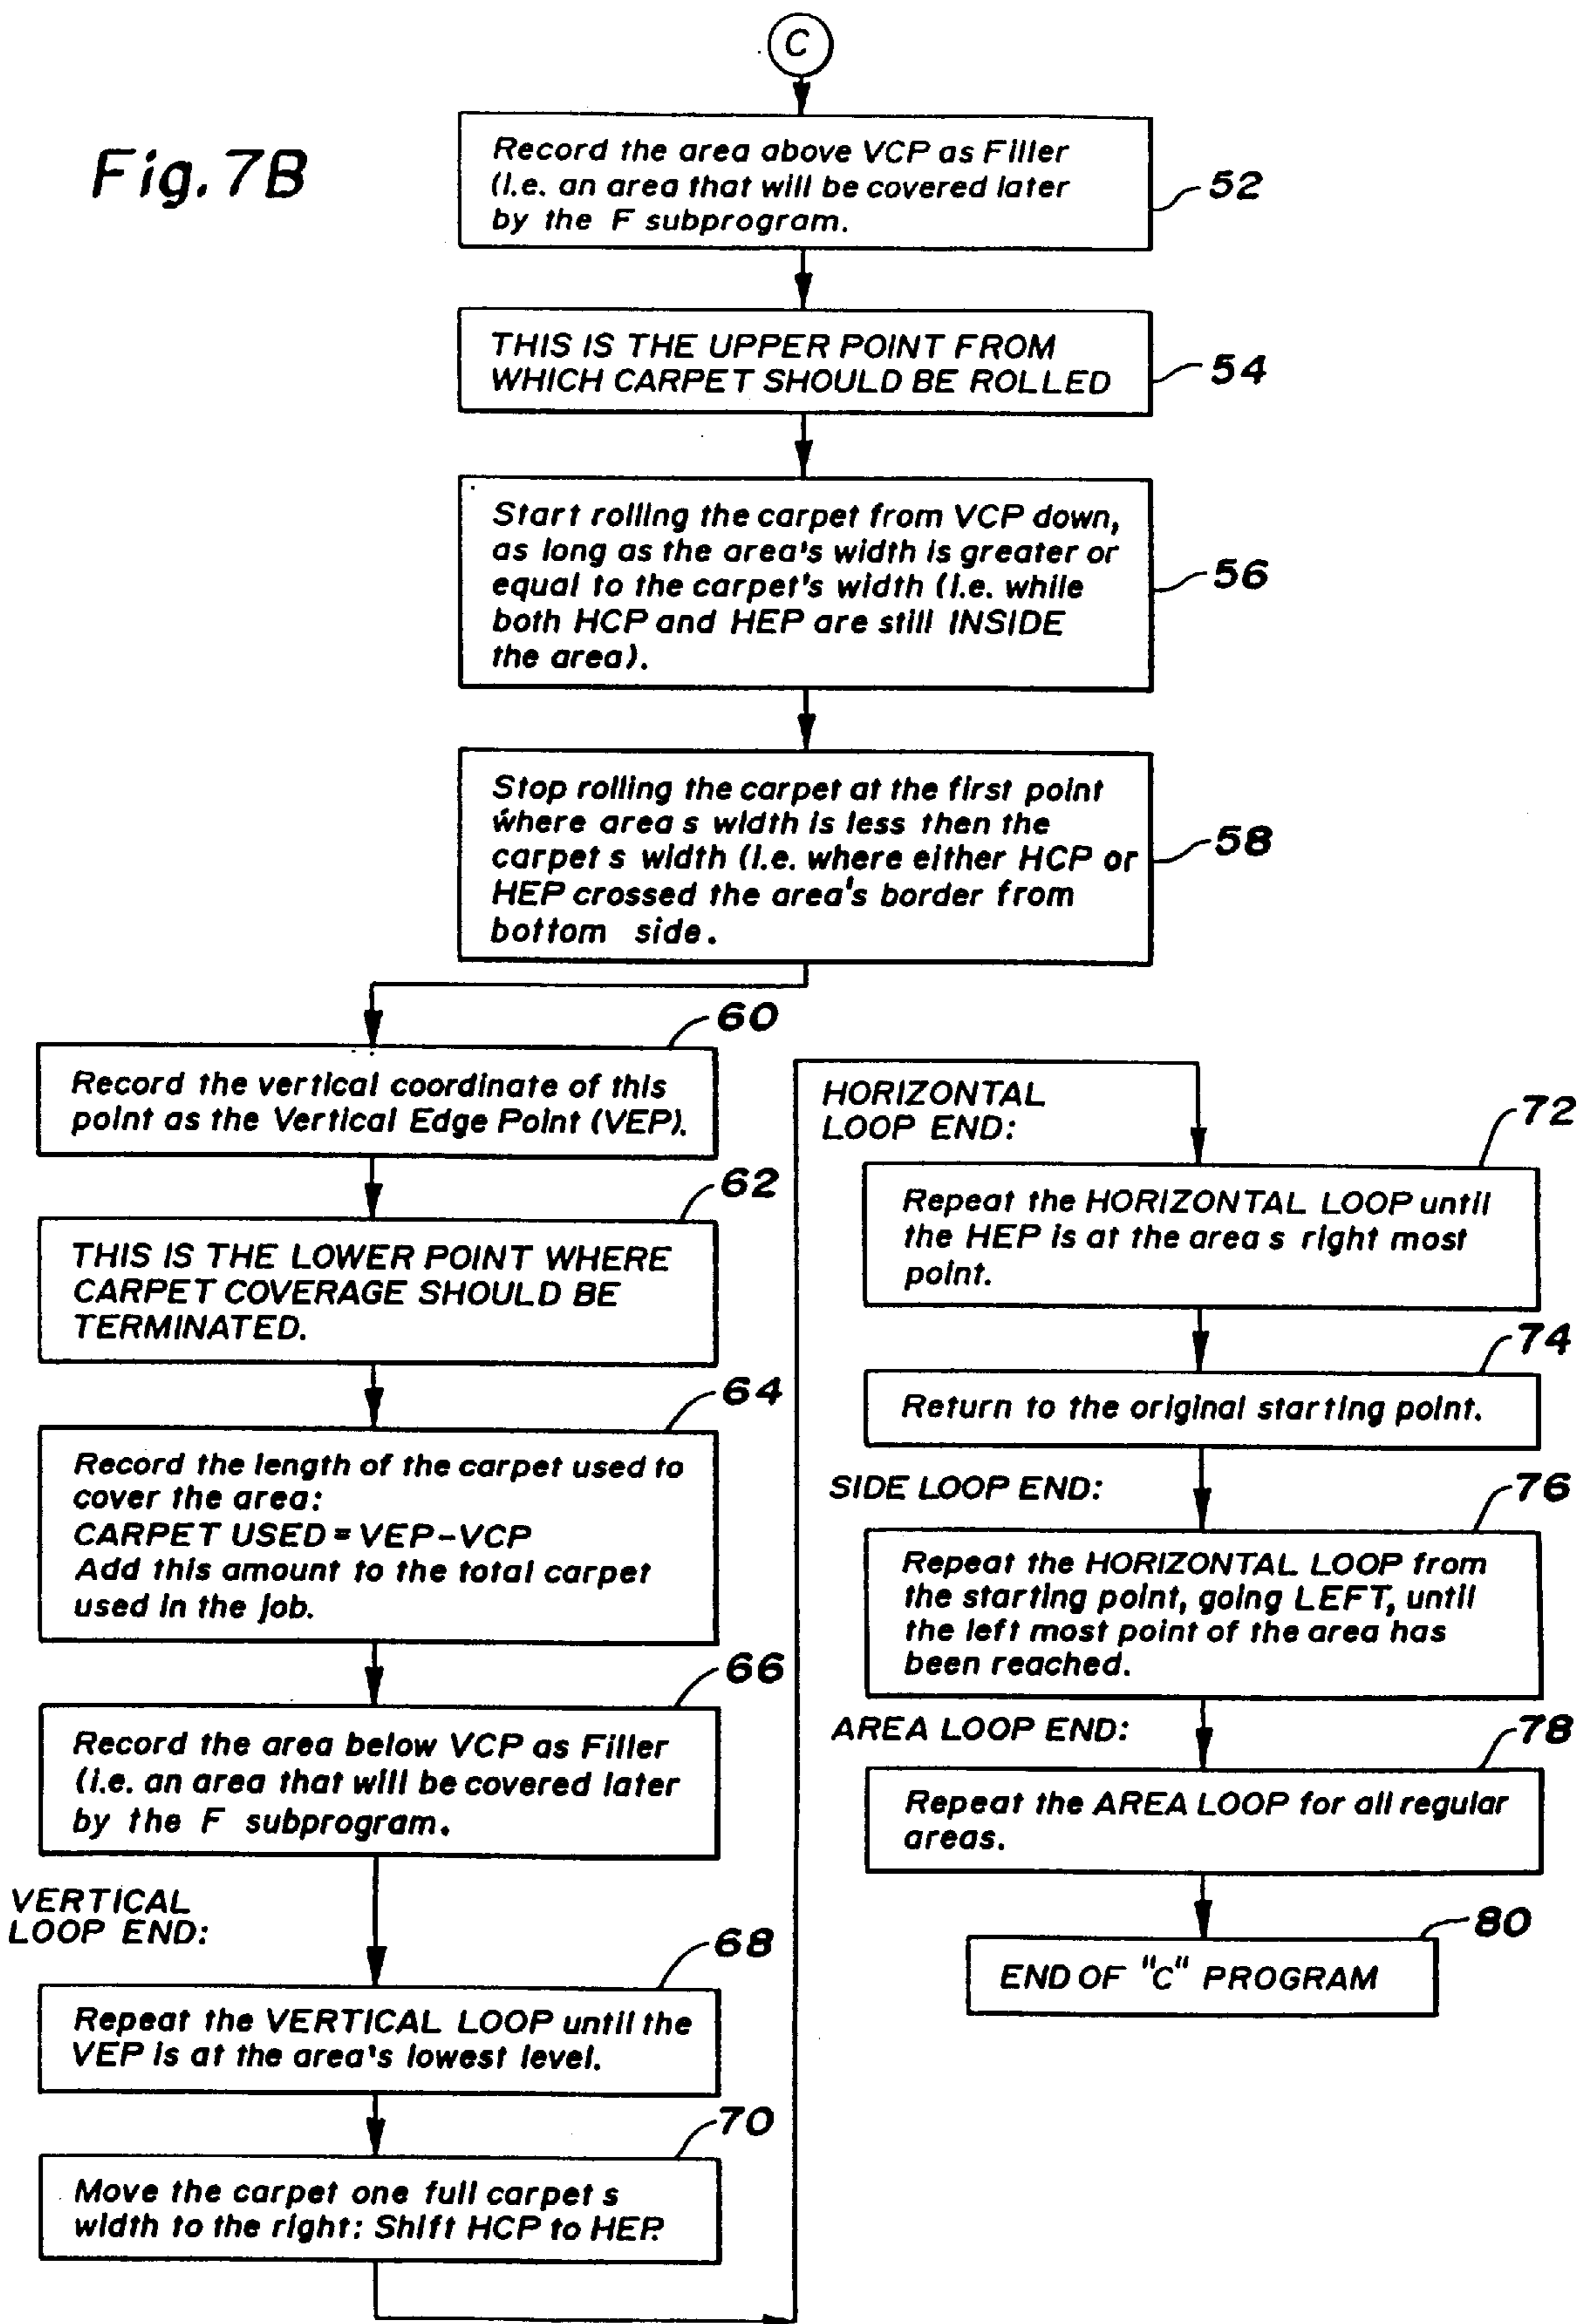 C
Fig. 7B
Record the area above VCP as Filler
(i.e. an area that will be covered later
by the F subprogram.
52
THIS IS THE UPPER POINT FROM
WHICH CARPET SHOULD BE ROLLED
54
Start rolling the carpet from VCP down,
as long as the area's width is greater or
equal to the carpet's width (i.e. while
both HCP and HEP are still INSIDE
the area).
56
Stop rolling the carpet at the first point
where area s width is less then the
carpet s width (i.e. where either HCP or
HEP crossed the area's border from
bottom side.
58
60
Record the vertical coordinate of this
point as the Vertical Edge Point (VEP).
62
THIS IS THE LOWER POINT WHERE
CARPET COVERAGE SHOULD BE
TERMINATED.
64
Record the length of the carpet used to
cover the area:
CARPET USED = VEP-VCP
Add this amount to the total carpet
used in the job.
66
Record the area below VCP as Filler
(i.e. an area that will be covered later
by the F subprogram.
VERTICAL
LOOP END:
68
Repeat the VERTICAL LOOP until the
VEP is at the area's lowest level.
70
Move the carpet one full carpet s
width to the right: Shift HCP to HEP.
HORIZONTAL
LOOP END:
72
Repeat the HORIZONTAL LOOP until
the HEP is at the area s right most
point.
74
Return to the original starting point.
SIDE LOOP END:
76
Repeat the HORIZONTAL LOOP from
the starting point, going LEFT, until
the left most point of the area has
been reached.
AREA LOOP END:
78
Repeat the AREA LOOP for all regular
areas.
80
END OF "C" PROGRAM